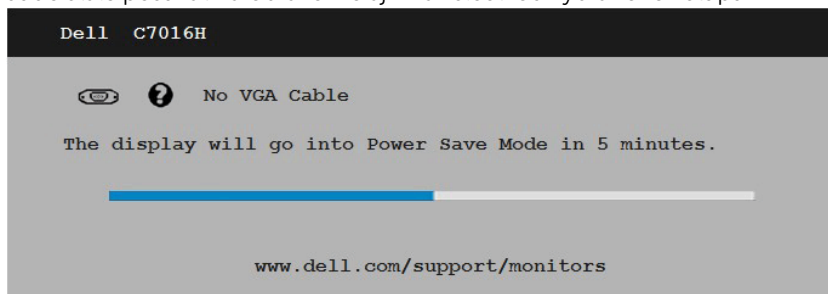 Dell C7016H
No VGA Cable
The display will go into Power Save Mode in 5 minutes.
www.dell.com/support/monitors